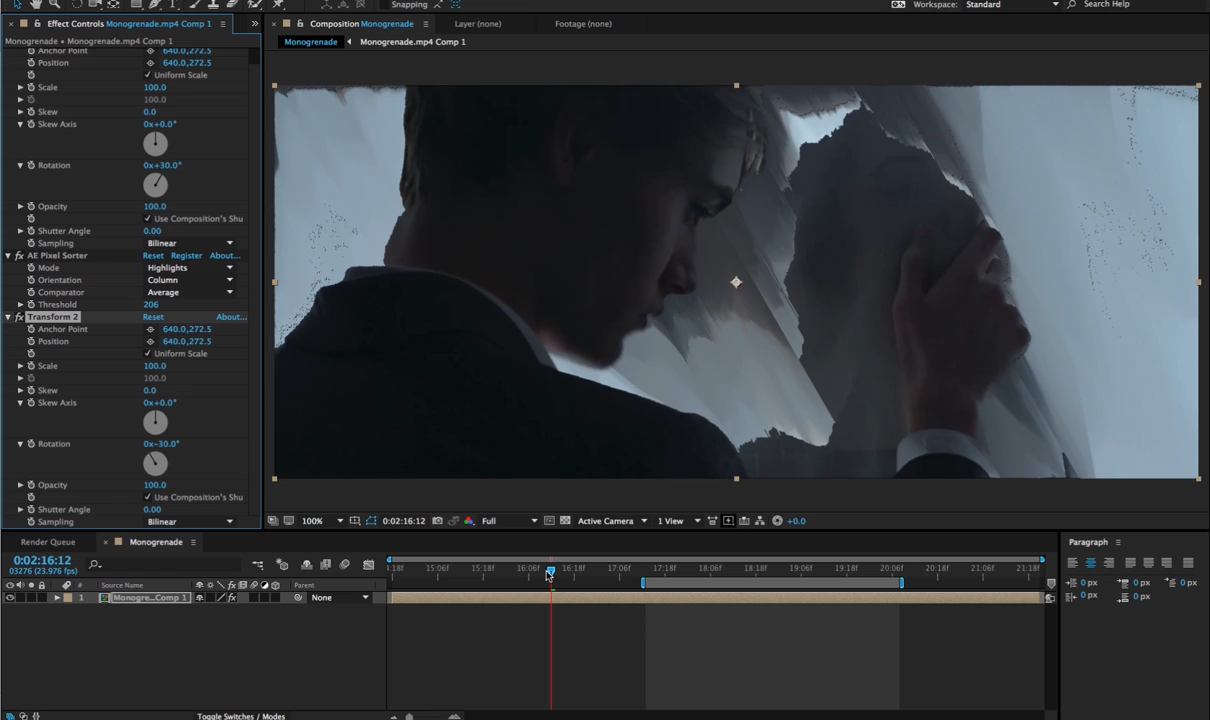 Snapping
Workspace: Standard
Search Help
Effect Controls Monogrenade.mp4 Comp 1
Monogrenade • Monogrenade.mp4 Comp 1
Anchor Point 640.0,272.5
Position 640.0,272.5
Uniform Scale
Scale 100.0
100.0
Skew 0.0
Skew Axis 0x+0.0°
Rotation 0x+30.0°
Opacity 100.0
Use Composition's Shu
Shutter Angle 0.00
Sampling Bilinear
fx AE Pixel Sorter Reset Register About...
Mode Highlights
Orientation Column
Comparator Average
Threshold 206
fx Transform 2 Reset About...
Anchor Point 640.0,272.5
Position 640.0,272.5
Uniform Scale
Scale 100.0
100.0
Skew 0.0
Skew Axis 0x+0.0°
Rotation 0x-30.0°
Opacity 100.0
Use Composition's Shu
Shutter Angle 0.00
Sampling Bilinear
Composition Monogrenade
Layer (none)
Footage (none)
Monogrenade
Monogrenade.mp4 Comp 1
100% 0:02:16:12 Full Active Camera 1 View +0.0
Render Queue
Monogrenade
0:02:16:12
03276 (23.976 fps)
# Source Name fx Parent
1 Monogre...Comp 1 fx None
1:18f 15:06f 15:18f 16:06f 16:18f 17:06f 17:18f 18:06f 18:18f 19:06f 19:18f 20:06f 20:18f 21:06f 21:18f
Toggle Switches / Modes
Paragraph
0 px 0 px 0 px
0 px 0 px